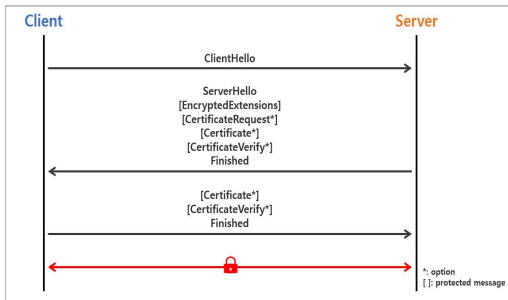 Client
Server
ClientHello
ServerHello
[EncryptedExtensions]
[CertificateRequest*]
[Certificate*]
[CertificateVerify*]
Finished
[Certificate*]
[CertificateVerify*]
Finished
*: option
[ ]: protected message